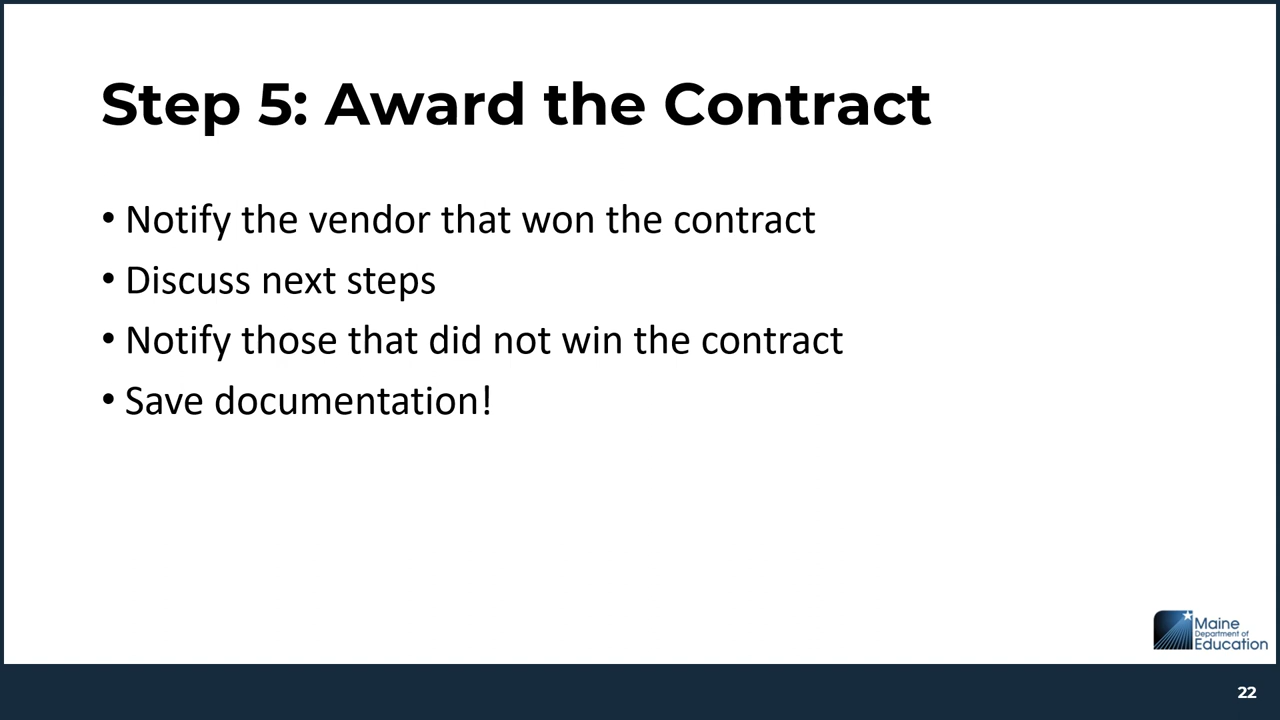 Step 5: Award the Contract
• Notify the vendor that won the contract
• Discuss next steps
• Notify those that did not win the contract
• Save documentation!
Maine
Department of
Education
22